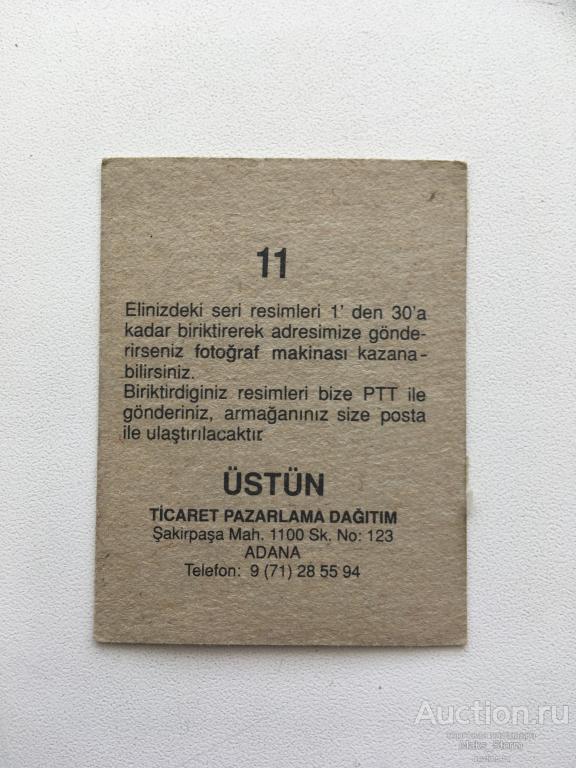 11
Elinizdeki seri resimleri 1' den 30'a
kadar biriktirerek adresimize gönde-
rirseniz fotoğraf makinası kazana-
bilirsiniz.
Biriktirdiginiz resimleri bize PTT ile
gönderiniz, armağanınız size posta
ile ulaştırılacaktır
ÜSTÜN
TİCARET PAZARLAMA DAĞITIM
Şakirpaşa Mah. 1100 Sk. No: 123
ADANA
Telefon: 9 (71) 28 55 94
Auction.ru